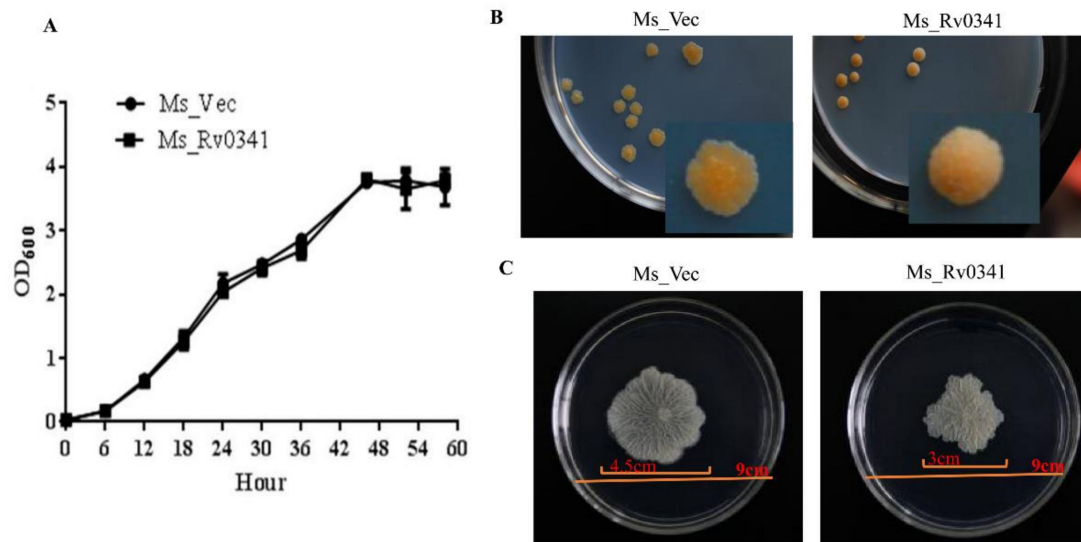 A
Ms_Vec
Ms_Rv0341
5
4
3
2
1
0
OD600
0 6 12 18 24 30 36 42 48 54 60
Hour
B
Ms_Vec Ms_Rv0341
C
Ms_Vec Ms_Rv0341
4.5cm 9cm
3cm 9cm